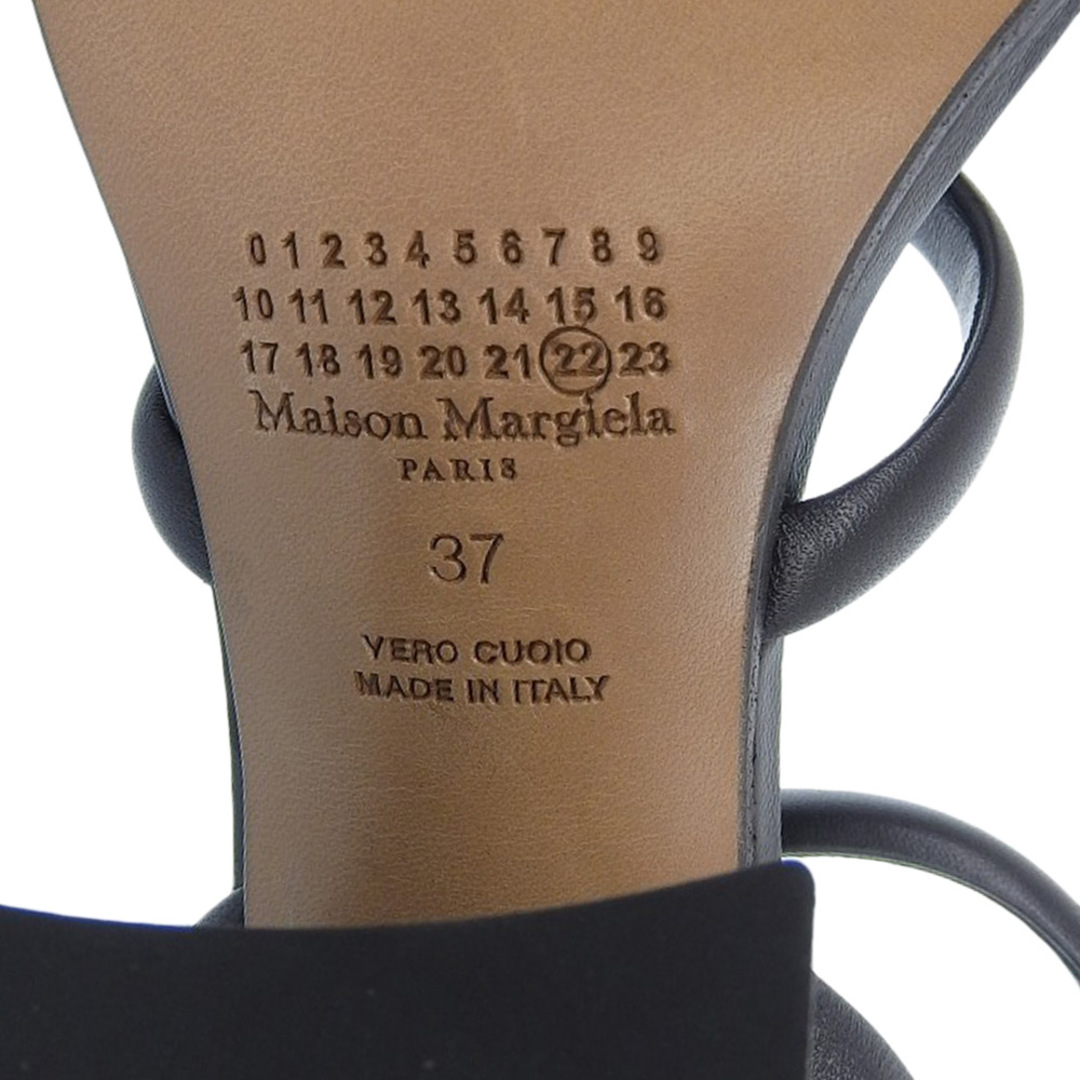 0 1 2 3 4 5 6 7 8 9
10 11 12 13 14 15 16
17 18 19 20 21 22 23
Maison Margiela
PARIS
37
VERO CUOIO
MADE IN ITALY